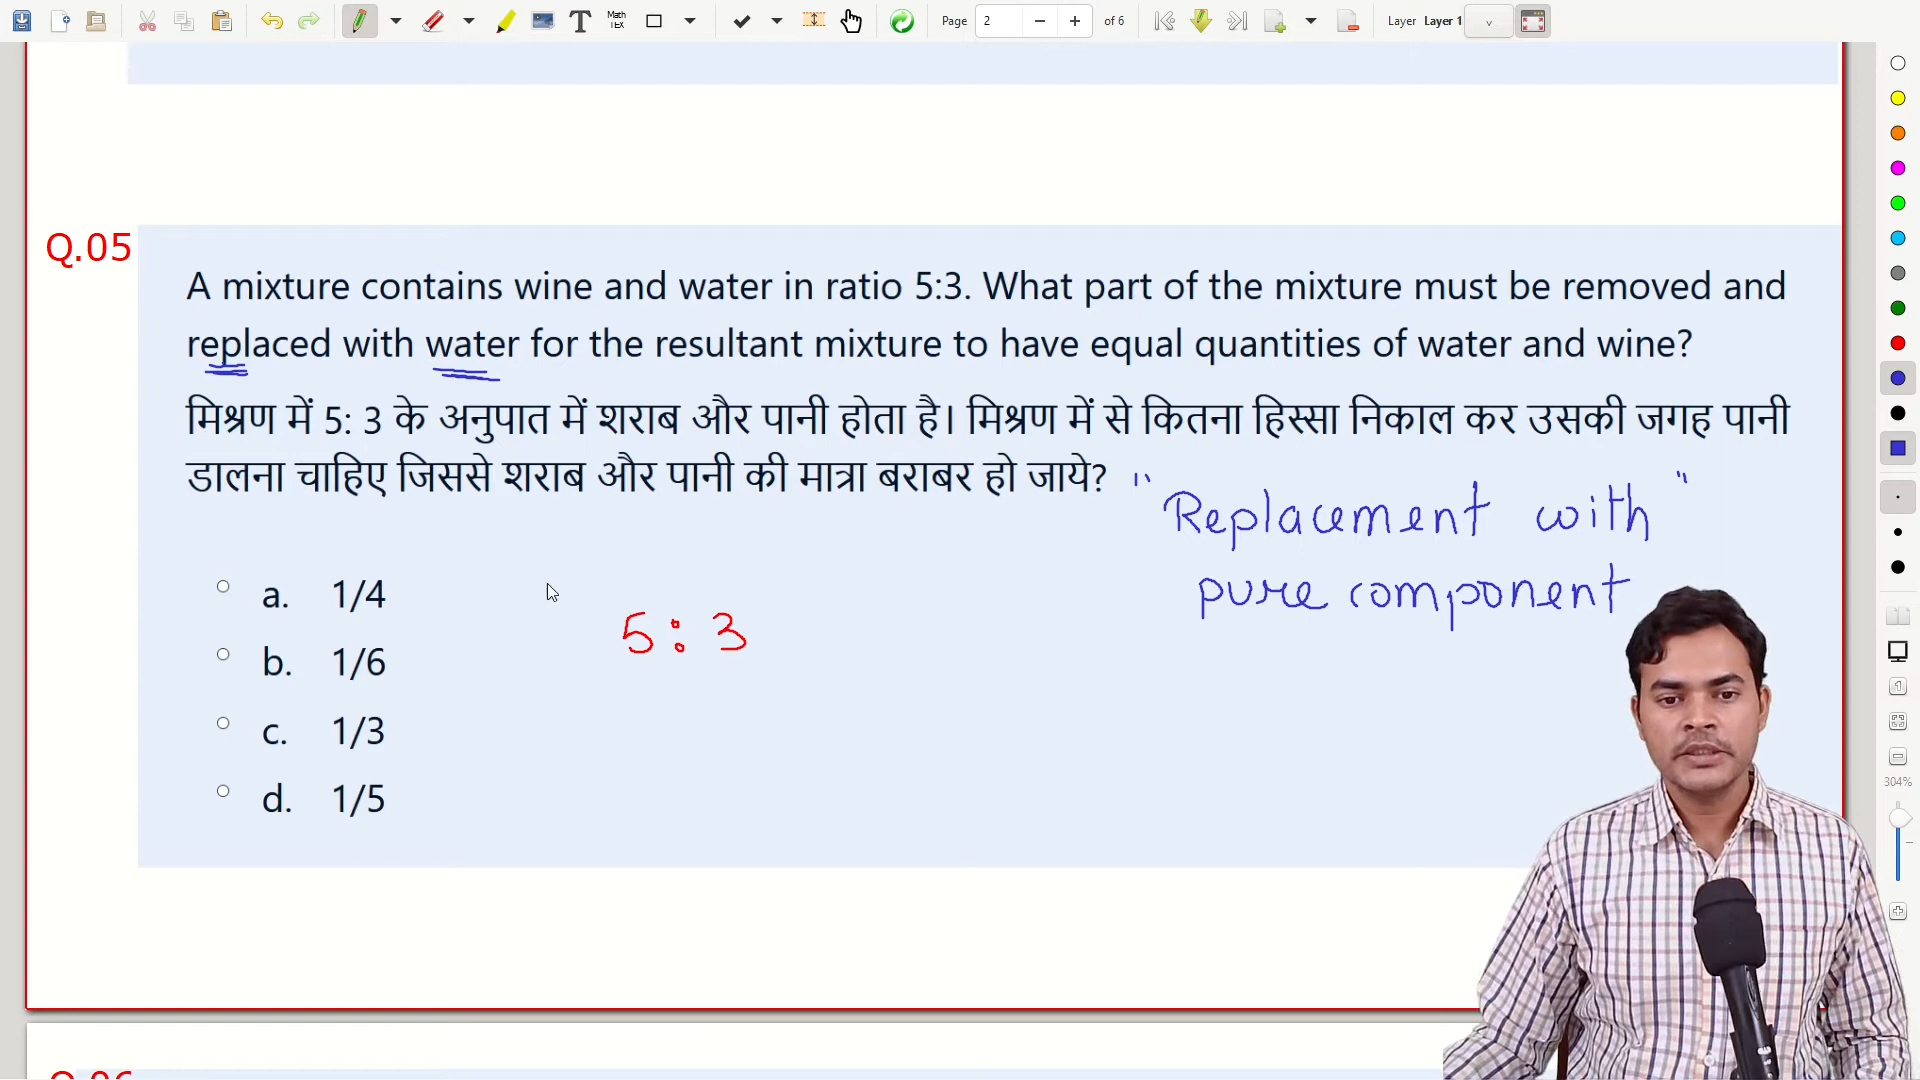 Math
TEX
Page 2 of 6 Layer Layer 1
Q.05
A mixture contains wine and water in ratio 5:3. What part of the mixture must be removed and
replaced with water for the resultant mixture to have equal quantities of water and wine?
मिश्रण में 5: 3 के अनुपात में शराब और पानी होता है। मिश्रण में से कितना हिस्सा निकाल कर उसकी जगह पानी
डालना चाहिए जिससे शराब और पानी की मात्रा बराबर हो जाये?
"Replacement with"
pure component
a. 1/4
5 : 3
b. 1/6
c. 1/3
d. 1/5
304%
Q.06